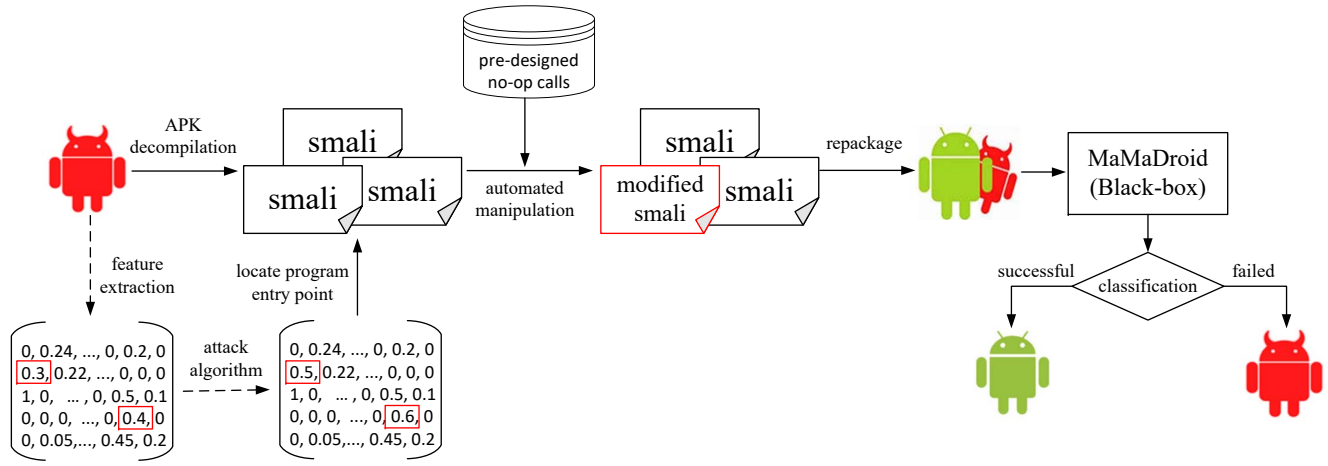 pre-designed
no-op calls
APK
decompilation
smali
smali
smali
automated
manipulation
smali
modified
smali
smali
repackage
MaMaDroid
(Black-box)
feature
extraction
locate program
entry point
successful
classification
failed
0, 0.24, ..., 0, 0.2, 0
0.3, 0.22, ..., 0, 0, 0
1, 0, ... , 0, 0.5, 0.1
0, 0, 0, ..., 0, 0.4, 0
0, 0.05,..., 0.45, 0.2
attack
algorithm
0, 0.24, ..., 0, 0.2, 0
0.5, 0.22, ..., 0, 0, 0
1, 0, ... , 0, 0.5, 0.1
0, 0, 0, ..., 0, 0.6, 0
0, 0.05,..., 0.45, 0.2